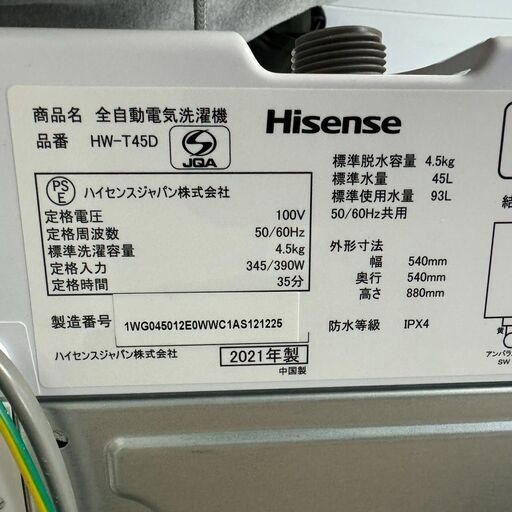 商品名 全自動電気洗濯機
品番 HW-T45D
JQA
Hisense
PS
E
ハイセンスジャパン株式会社
定格電圧 100V
定格周波数 50/60Hz
標準洗濯容量 4.5kg
定格入力 345/390W
定格時間 35分
製造番号 1WG045012E0WWC1AS121225
ハイセンスジャパン株式会社 2021年製
中国製
標準脱水容量 4.5kg
標準水量 45L
標準使用水量 93L
50/60Hz共用
外形寸法
幅 540mm
奥行 540mm
高さ 880mm
防水等級 IPX4
結
黄
アンバラ
SW